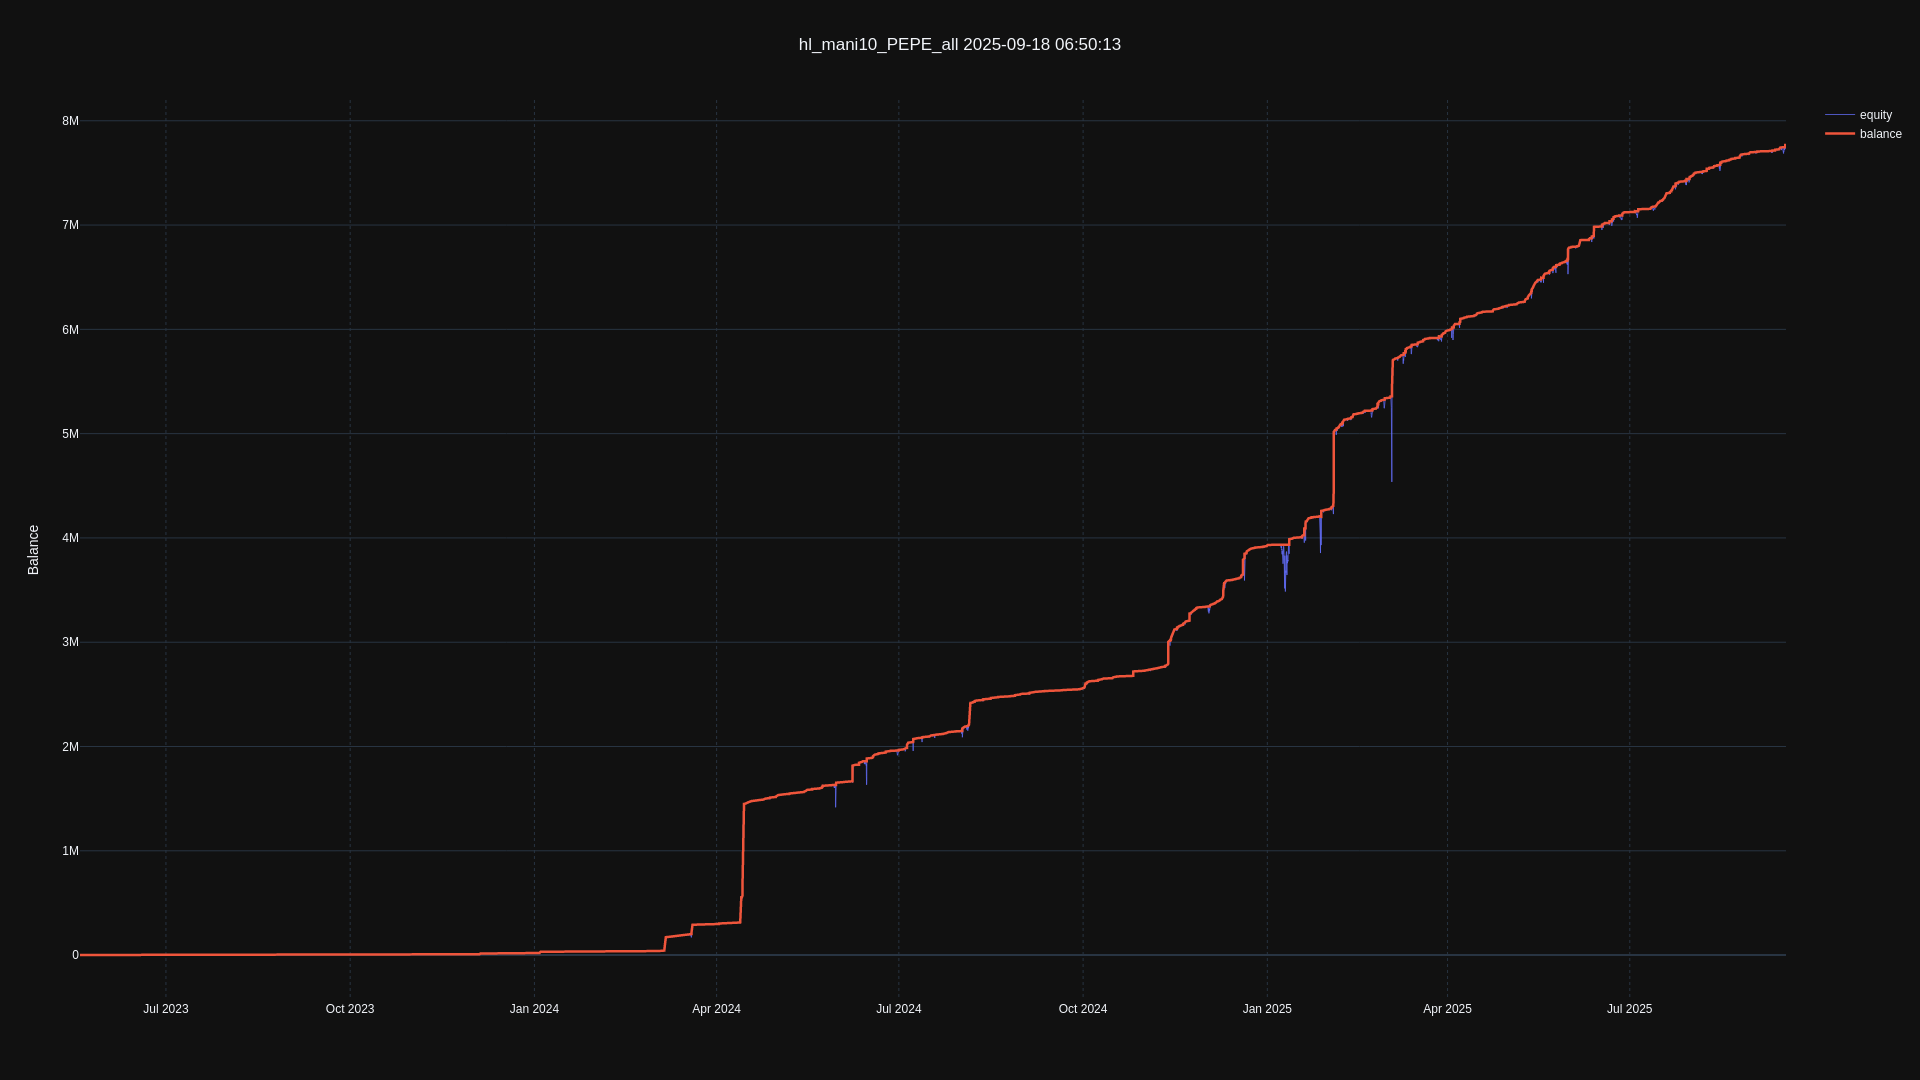 hl_mani10_PEPE_all 2025-09-18 06:50:13
equity
balance
8M
7M
6M
5M
4M
3M
2M
1M
0
Balance
Jul 2023
Oct 2023
Jan 2024
Apr 2024
Jul 2024
Oct 2024
Jan 2025
Apr 2025
Jul 2025